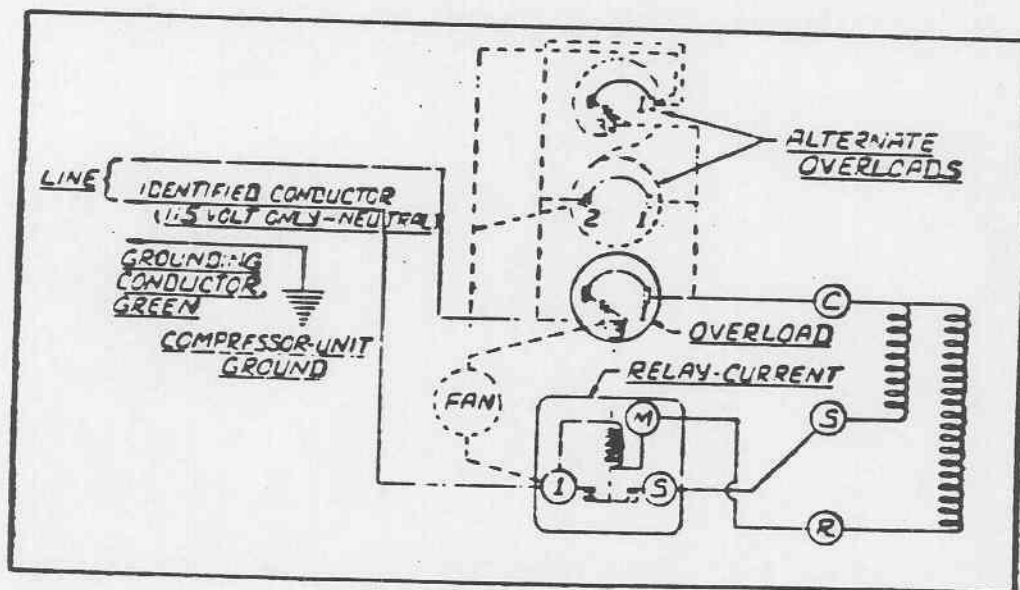 1
3
ALTERNATE
OVERLOADS
LINE
IDENTIFIED CONDUCTOR
(115 VOLT ONLY-NEUTRAL)
2 1
GROUNDING
CONDUCTOR
GREEN
COMPRESSOR-UNIT
GROUND
3
C
OVERLOAD
RELAY-CURRENT
FAN
M
S
1
S
R